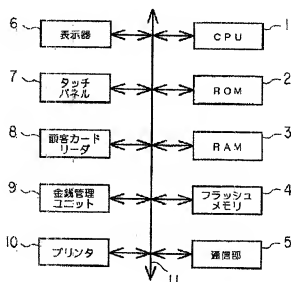 6 表示器 CPU 1
7 タッチ
パネル ROM 2
8 顧客カード
リーダ RAM 3
9 金銭管理
ユニット フラッシュ
メモリ 4
10 プリンタ 通信部 5
11